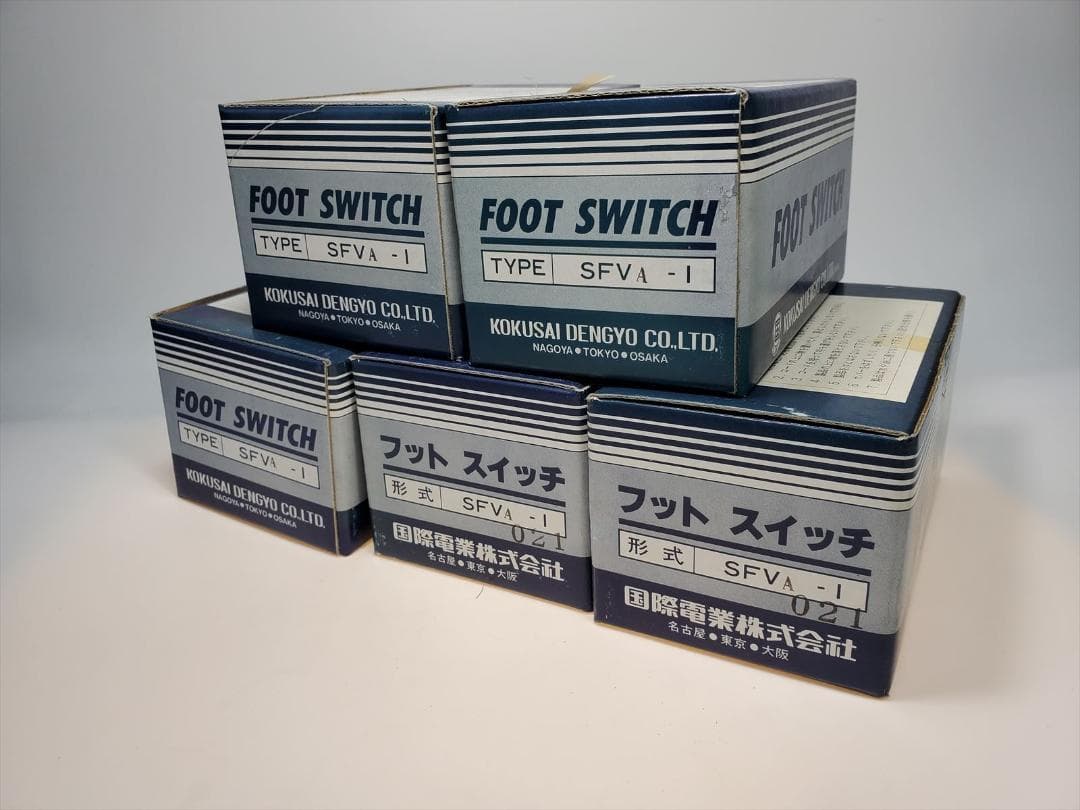 FOOT SWITCH
TYPE SFVA -1
KOKUSAI DENGYO CO.,LTD.
NAGOYA●TOKYO●OSAKA
FOOT SWITCH
TYPE SFVA -1
KOKUSAI DENGYO CO.,LTD.
NAGOYA●TOKYO●OSAKA
FOOT SWITCH
KOKUSAI DENGYO CO.,LTD.
FOOT SWITCH
TYPE SFVA -1
KOKUSAI DENGYO CO.,LTD.
NAGOYA●TOKYO●OSAKA
フット スイッチ
形式 SFVA -1
021
国際電業株式会社
名古屋●東京●大阪
フット スイッチ
形式 SFVA -1
021
国際電業株式会社
名古屋●東京●大阪